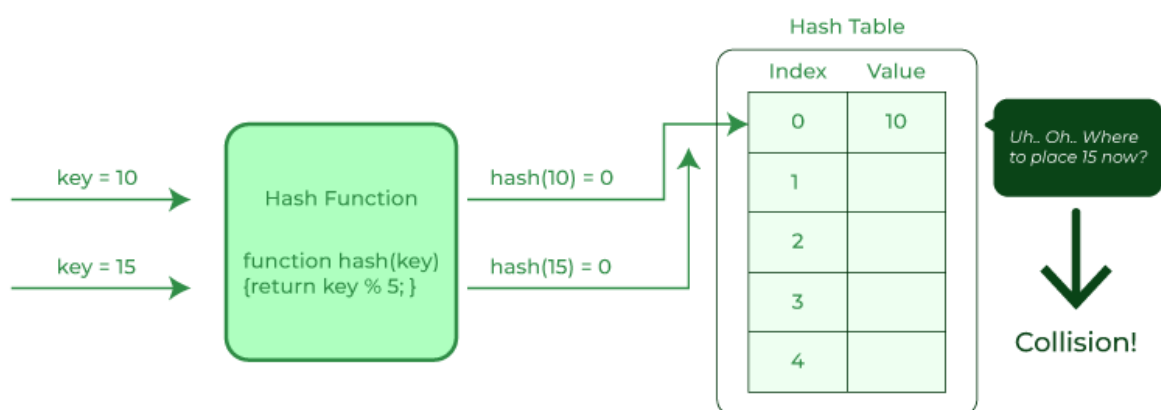 Hash Table
Index Value
key = 10
key = 15
Hash Function
function hash(key)
{return key % 5; }
hash(10) = 0
hash(15) = 0
0 10
1
2
3
4
Uh.. Oh.. Where
to place 15 now?
Collision!